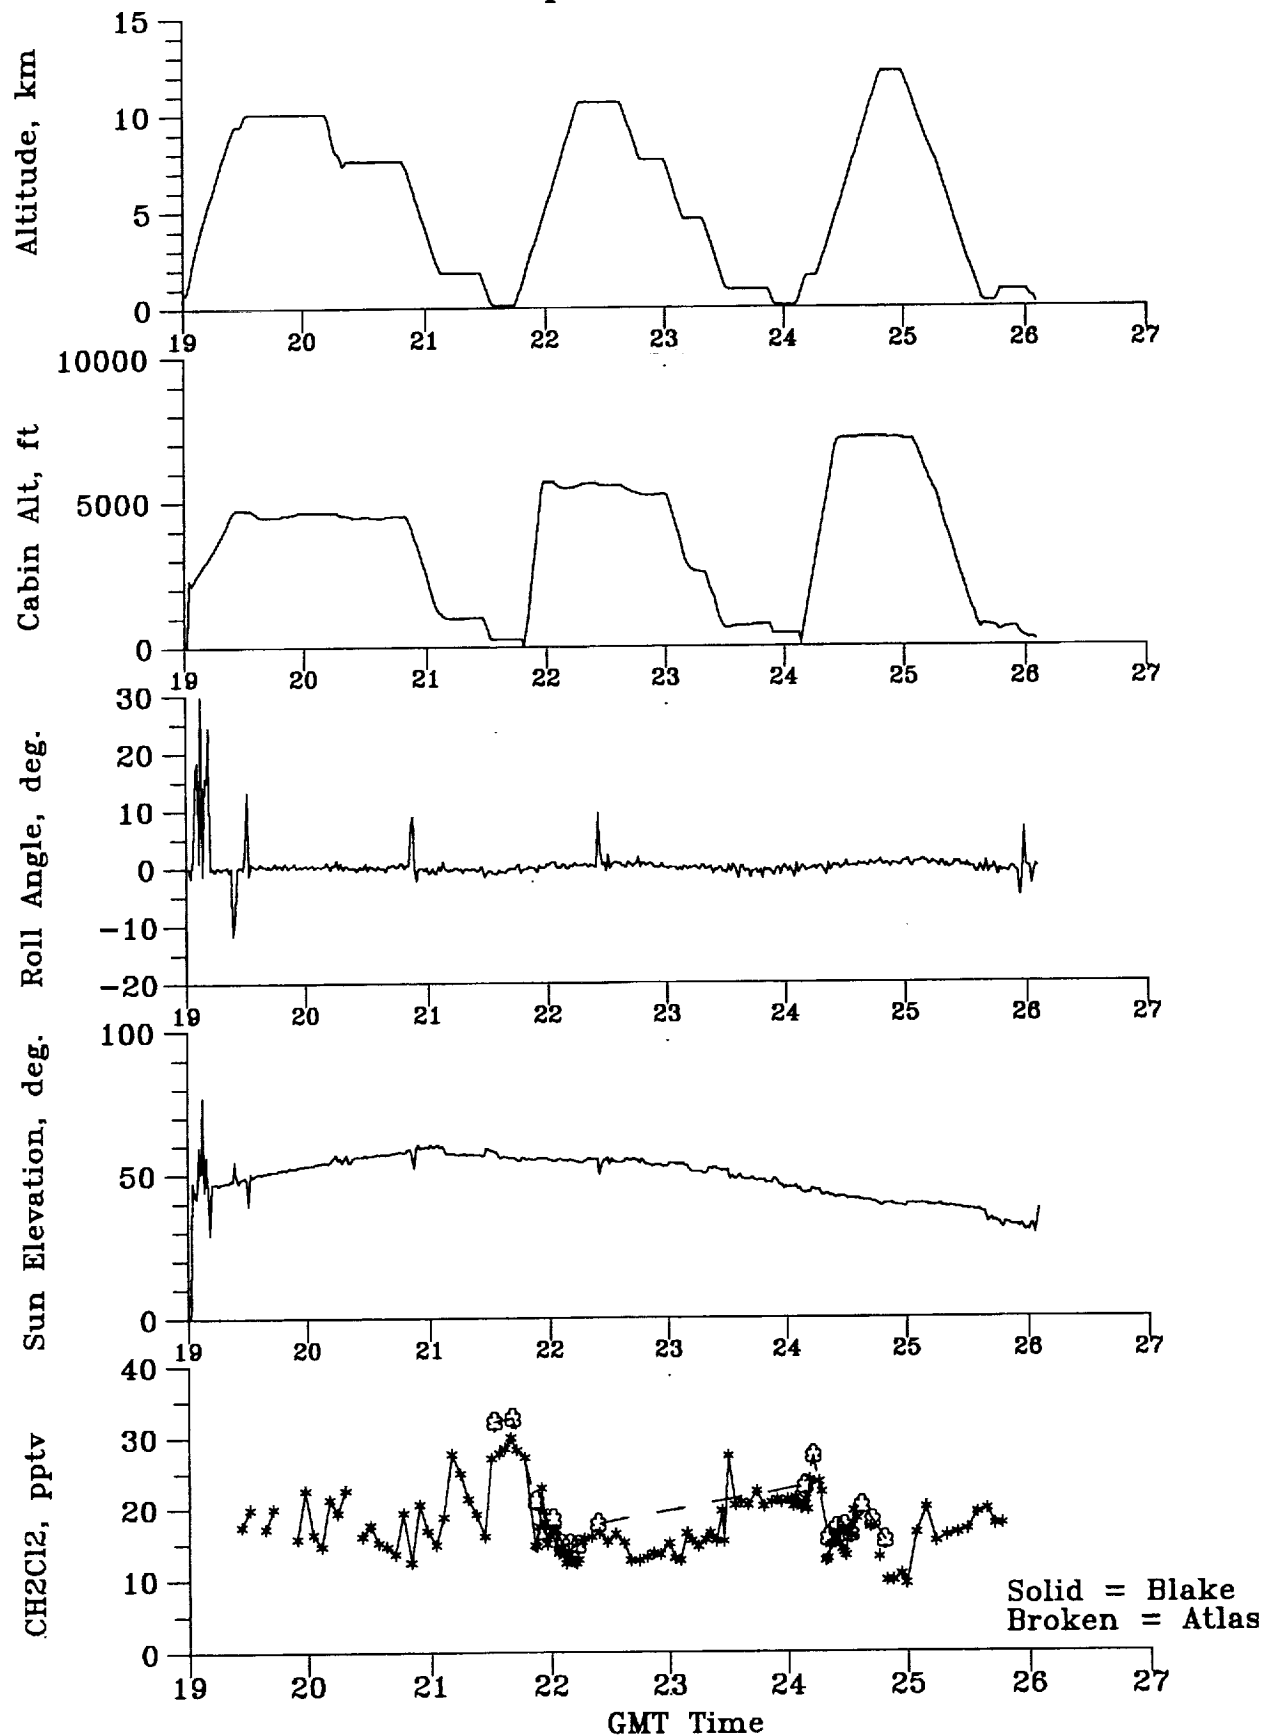 15
10
5
0
Altitude, km
19 20 21 22 23 24 25 26 27
10000
5000
0
Cabin Alt, ft
19 20 21 22 23 24 25 26 27
30
20
10
0
−10
−20
Roll Angle, deg.
19 20 21 22 23 24 25 26 27
100
50
0
Sun Elevation, deg.
19 20 21 22 23 24 25 26 27
40
30
20
10
0
CH2Cl2, pptv
Solid = Blake
Broken = Atlas
19 20 21 22 23 24 25 26 27
GMT Time